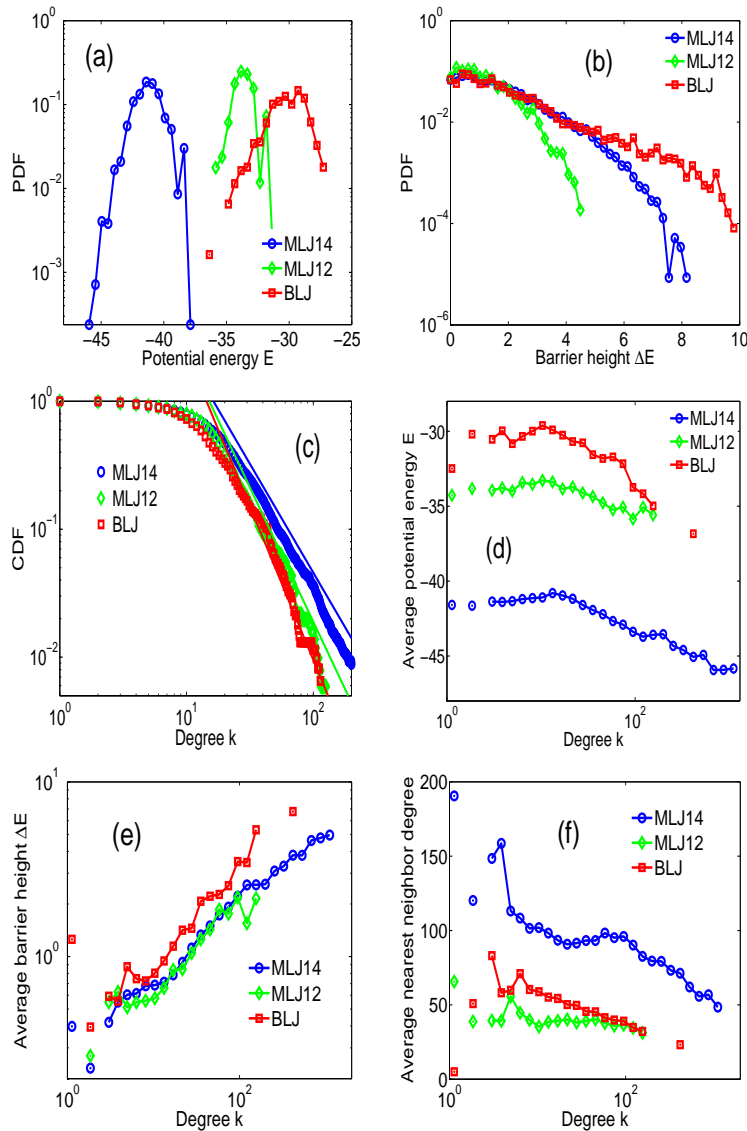 (a)
PDF
10^0
10^-1
10^-2
10^-3
MLJ14
MLJ12
BLJ
−45 −40 −35 −30 −25
Potential energy E
(b)
PDF
10^0
10^-2
10^-4
10^-6
MLJ14
MLJ12
BLJ
0 2 4 6 8 10
Barrier height ΔE
(c)
CDF
10^0
10^-1
10^-2
MLJ14
MLJ12
BLJ
10^0 10^1 10^2
Degree k
(d)
Average potential energy E
−30
−35
−40
−45
MLJ14
MLJ12
BLJ
10^0 10^2
Degree k
(e)
Average barrier height ΔE
10^1
10^0
MLJ14
MLJ12
BLJ
10^0 10^2
Degree k
(f)
Average nearest neighbor degree
200
150
100
50
0
MLJ14
MLJ12
BLJ
10^0 10^2
Degree k